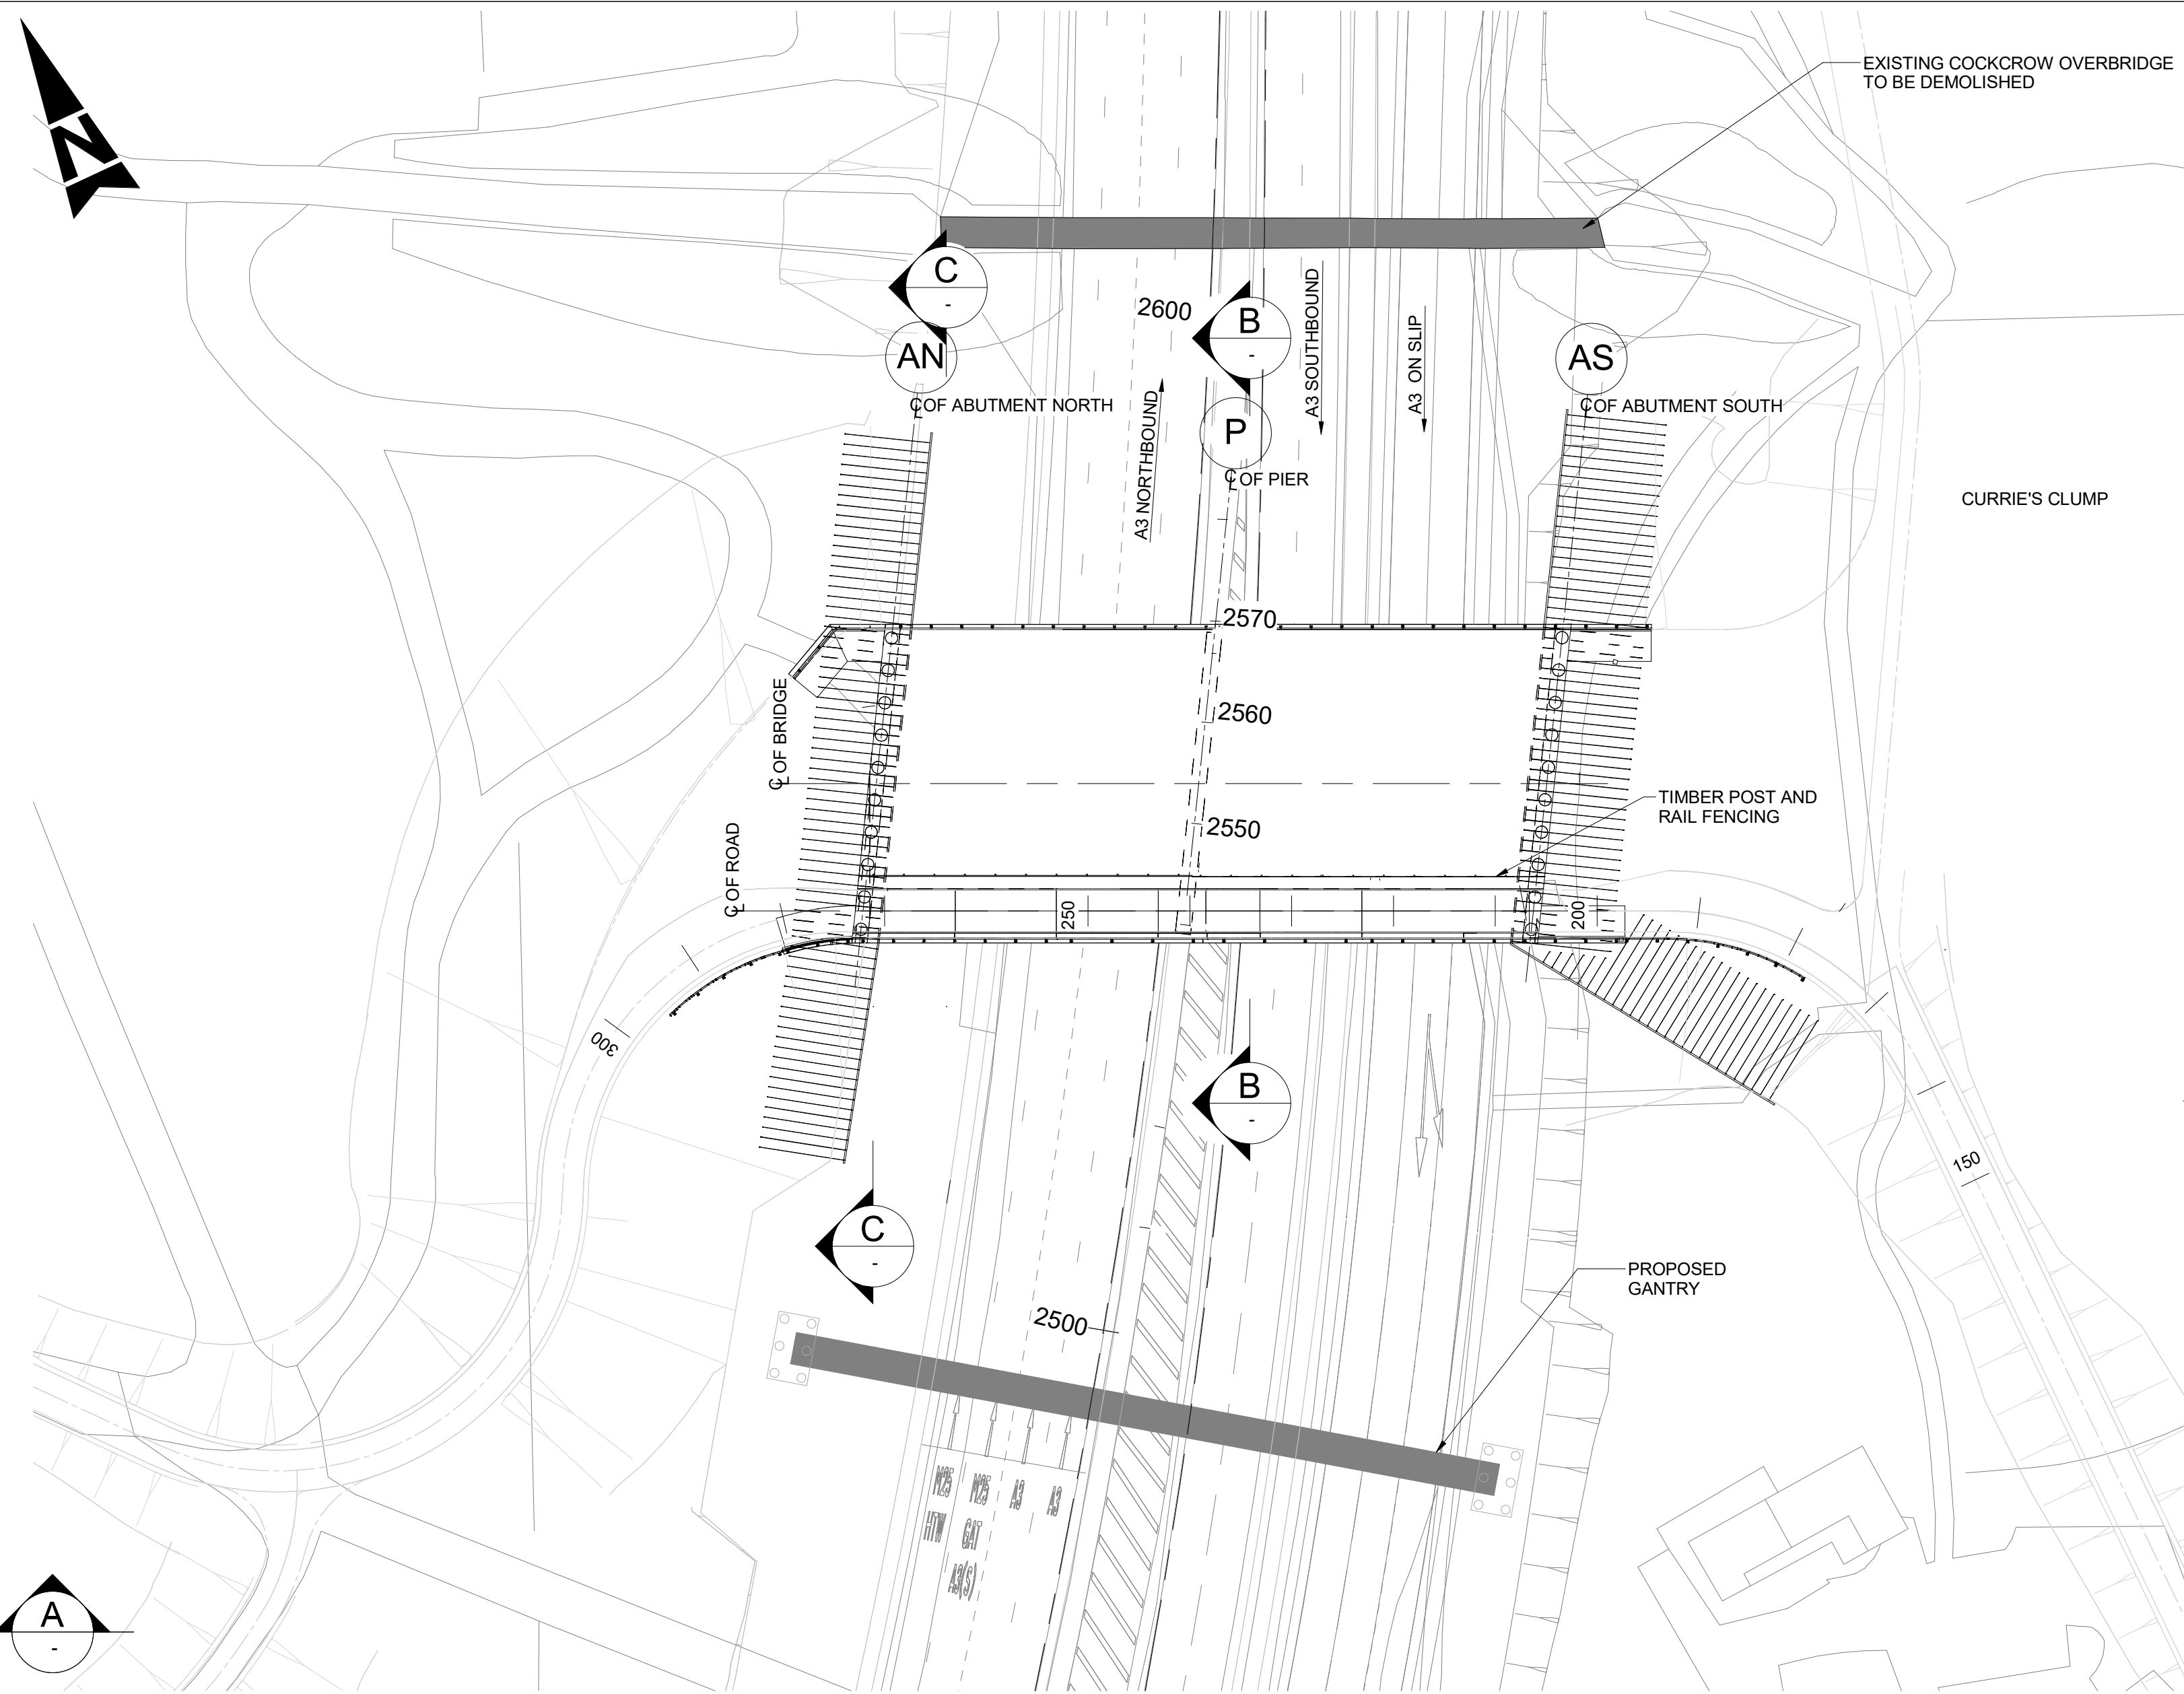 EXISTING COCKCROW OVERBRIDGE
TO BE DEMOLISHED
N
C
-
2600
B
-
A3 SOUTHBOUND
A3 ON SLIP
AN
AS
℄ OF ABUTMENT NORTH
A3 NORTHBOUND
P
℄ OF ABUTMENT SOUTH
℄ OF PIER
CURRIE'S CLUMP
2570
℄ OF BRIDGE
2560
TIMBER POST AND
RAIL FENCING
2550
℄ OF ROAD
250
200
300
B
-
150
C
-
PROPOSED
GANTRY
2500
M25 M25 A3 A3
HTW GAT
A3(S)
A
-